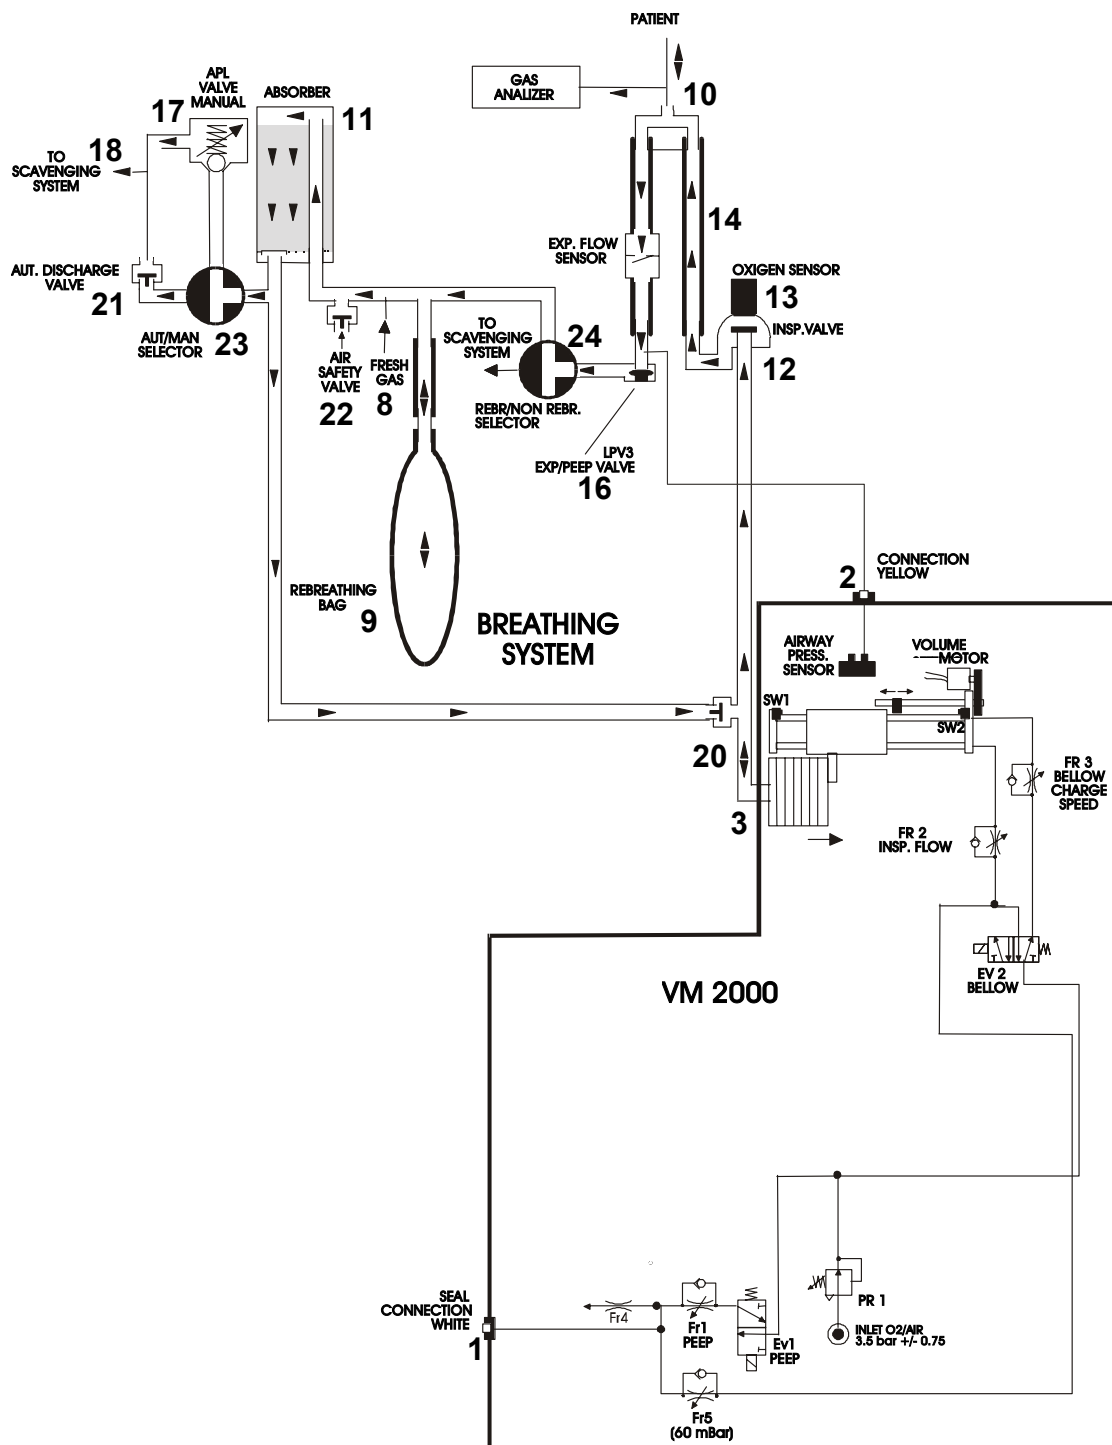 PATIENT
APL
VALVE
MANUAL
17
ABSORBER
11
GAS
ANALIZER
10
18
TO
SCAVENGING
SYSTEM
14
EXP. FLOW
SENSOR
OXIGEN SENSOR
13
INSP.VALVE
12
AUT. DISCHARGE
VALVE
21
AUT/MAN
SELECTOR
23
AIR
SAFETY
VALVE
22
FRESH
GAS
8
TO
SCAVENGING
SYSTEM
24
REBR/NON REBR.
SELECTOR
LPV3
EXP/PEEP VALVE
16
REBREATHING
BAG
9
BREATHING
SYSTEM
2
CONNECTION
YELLOW
AIRWAY
PRESS.
SENSOR
VOLUME
MOTOR
SW1
SW2
20
3
FR 3
BELLOW
CHARGE
SPEED
FR 2
INSP. FLOW
EV 2
BELLOW
VM 2000
SEAL
CONNECTION
WHITE
1
Fr4
Fr1
PEEP
Ev1
PEEP
PR 1
INLET O2/AIR
3.5 bar +/- 0.75
Fr5
(60 mBar)